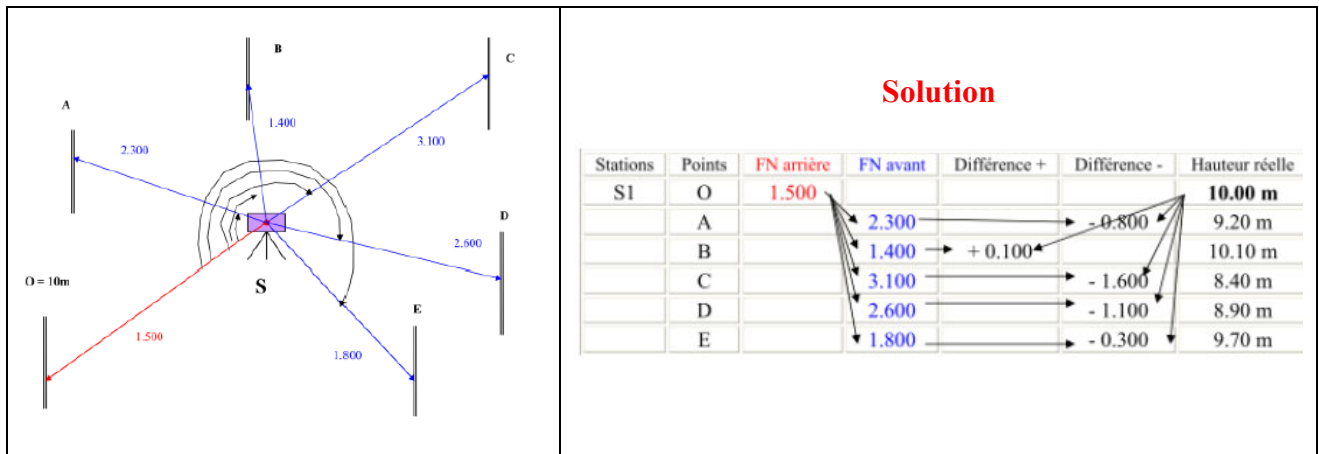 B
C
A
1.400
3.100
2.300
D
2.600
S
O = 10m
E
1.500
1.800
Solution
Stations Points FN arrière FN avant Différence + Différence - Hauteur réelle
S1 O 1.500 10.00 m
A 2.300 - 0.800 9.20 m
B 1.400 + 0.100 10.10 m
C 3.100 - 1.600 8.40 m
D 2.600 - 1.100 8.90 m
E 1.800 - 0.300 9.70 m